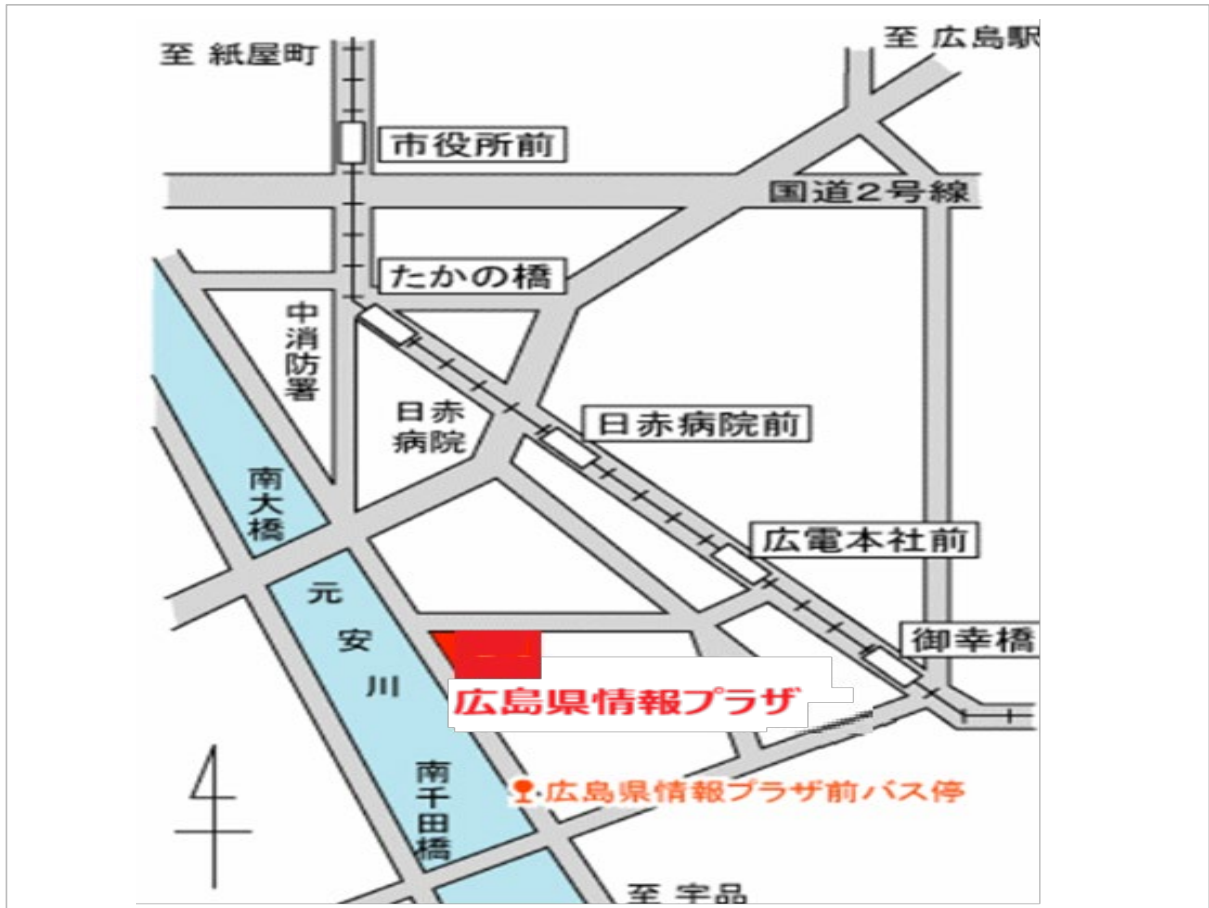 至 紙屋町
至 広島駅
市役所前
国道2号線
たかの橋
中消防署
日赤
病院
日赤病院前
南大橋
広電本社前
元安川
御幸橋
広島県情報プラザ
南千田橋
広島県情報プラザ前バス停
至 宇品